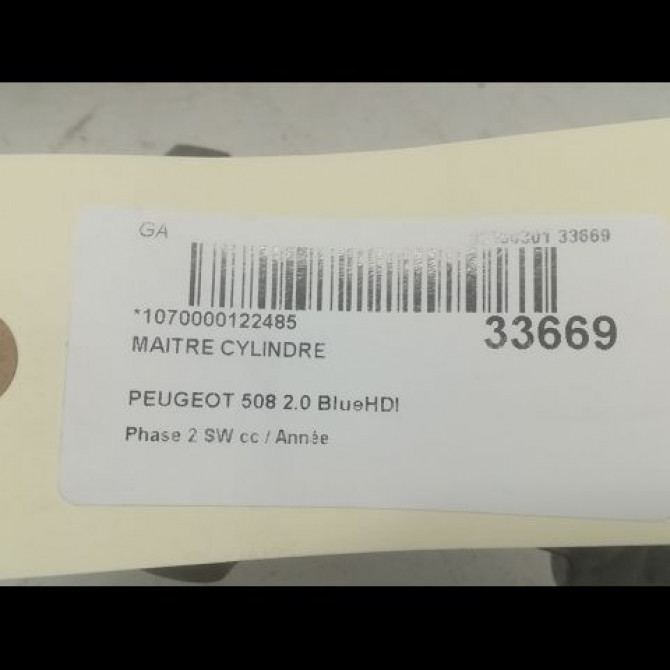 GA
33669
*1070000122485
33669
MAITRE CYLINDRE
PEUGEOT 508 2.0 BlueHDI
Phase 2 SW cc / Année